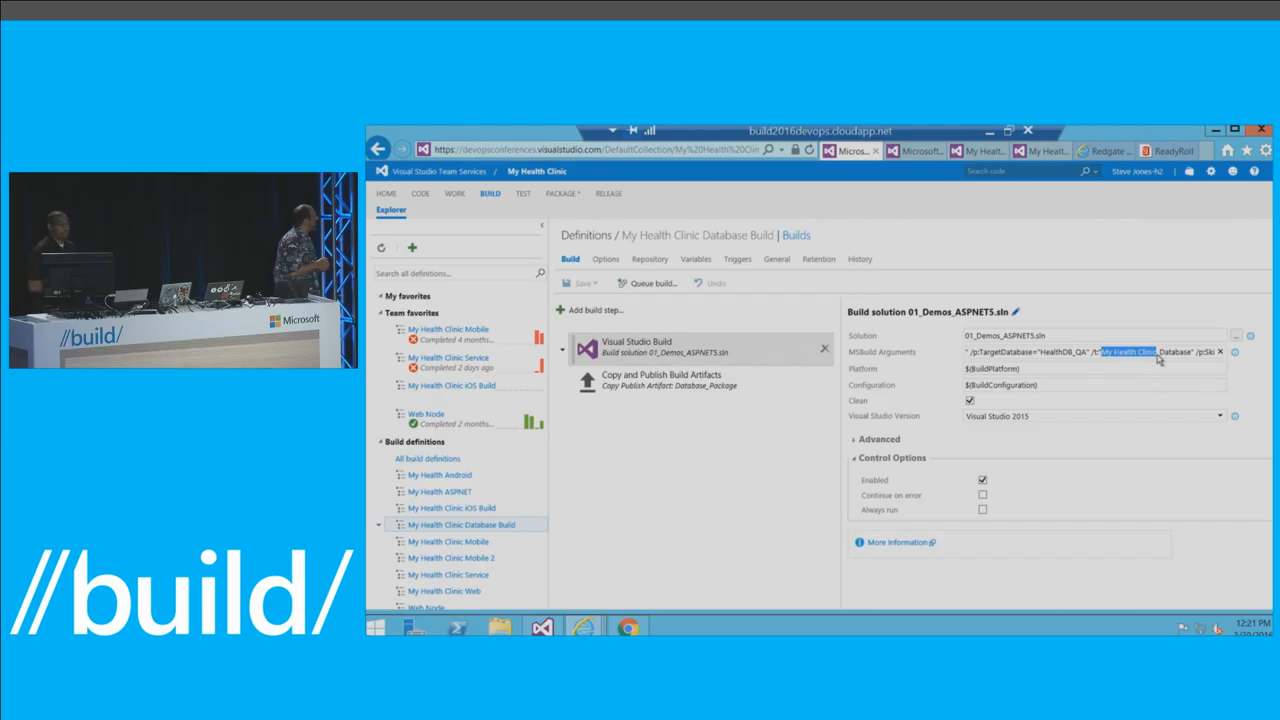 build2016devops.cloudapp.net
https://devopsconferences.visualstudio.com/DefaultCollection/My%20Health%20Clin
Micros...
Microsoft...
My Healt...
My Healt...
Redgate ...
ReadyRoll
Visual Studio Team Services / My Health Clinic
Search code
Steve Jones-h2
HOME CODE WORK BUILD TEST PACKAGE* RELEASE
Explorer
Definitions / My Health Clinic Database Build | Builds
Build Options Repository Variables Triggers General Retention History
Search all definitions...
Save Queue build... Undo
My favorites
Team favorites
My Health Clinic Mobile
Completed 4 months...
My Health Clinic Service
Completed 2 days ago
My Health Clinic iOS Build
Web Node
Completed 2 months...
Build definitions
All build definitions
My Health Android
My Health ASPNET
My Health Clinic iOS Build
My Health Clinic Database Build
My Health Clinic Mobile
My Health Clinic Mobile 2
My Health Clinic Service
My Health Clinic Web
Web Node
Add build step...
Visual Studio Build
Build solution 01_Demos_ASPNET5.sln
Copy and Publish Build Artifacts
Copy Publish Artifact: Database_Package
Build solution 01_Demos_ASPNET5.sln
Solution 01_Demos_ASPNET5.sln ...
MSBuild Arguments " /p:TargetDatabase="HealthDB_QA" /t:"My Health Clinic_Database" /p:Ski
Platform $(BuildPlatform)
Configuration $(BuildConfiguration)
Clean
Visual Studio Version Visual Studio 2015
Advanced
Control Options
Enabled
Continue on error
Always run
More Information
12:21 PM
//build/
Microsoft
//build/